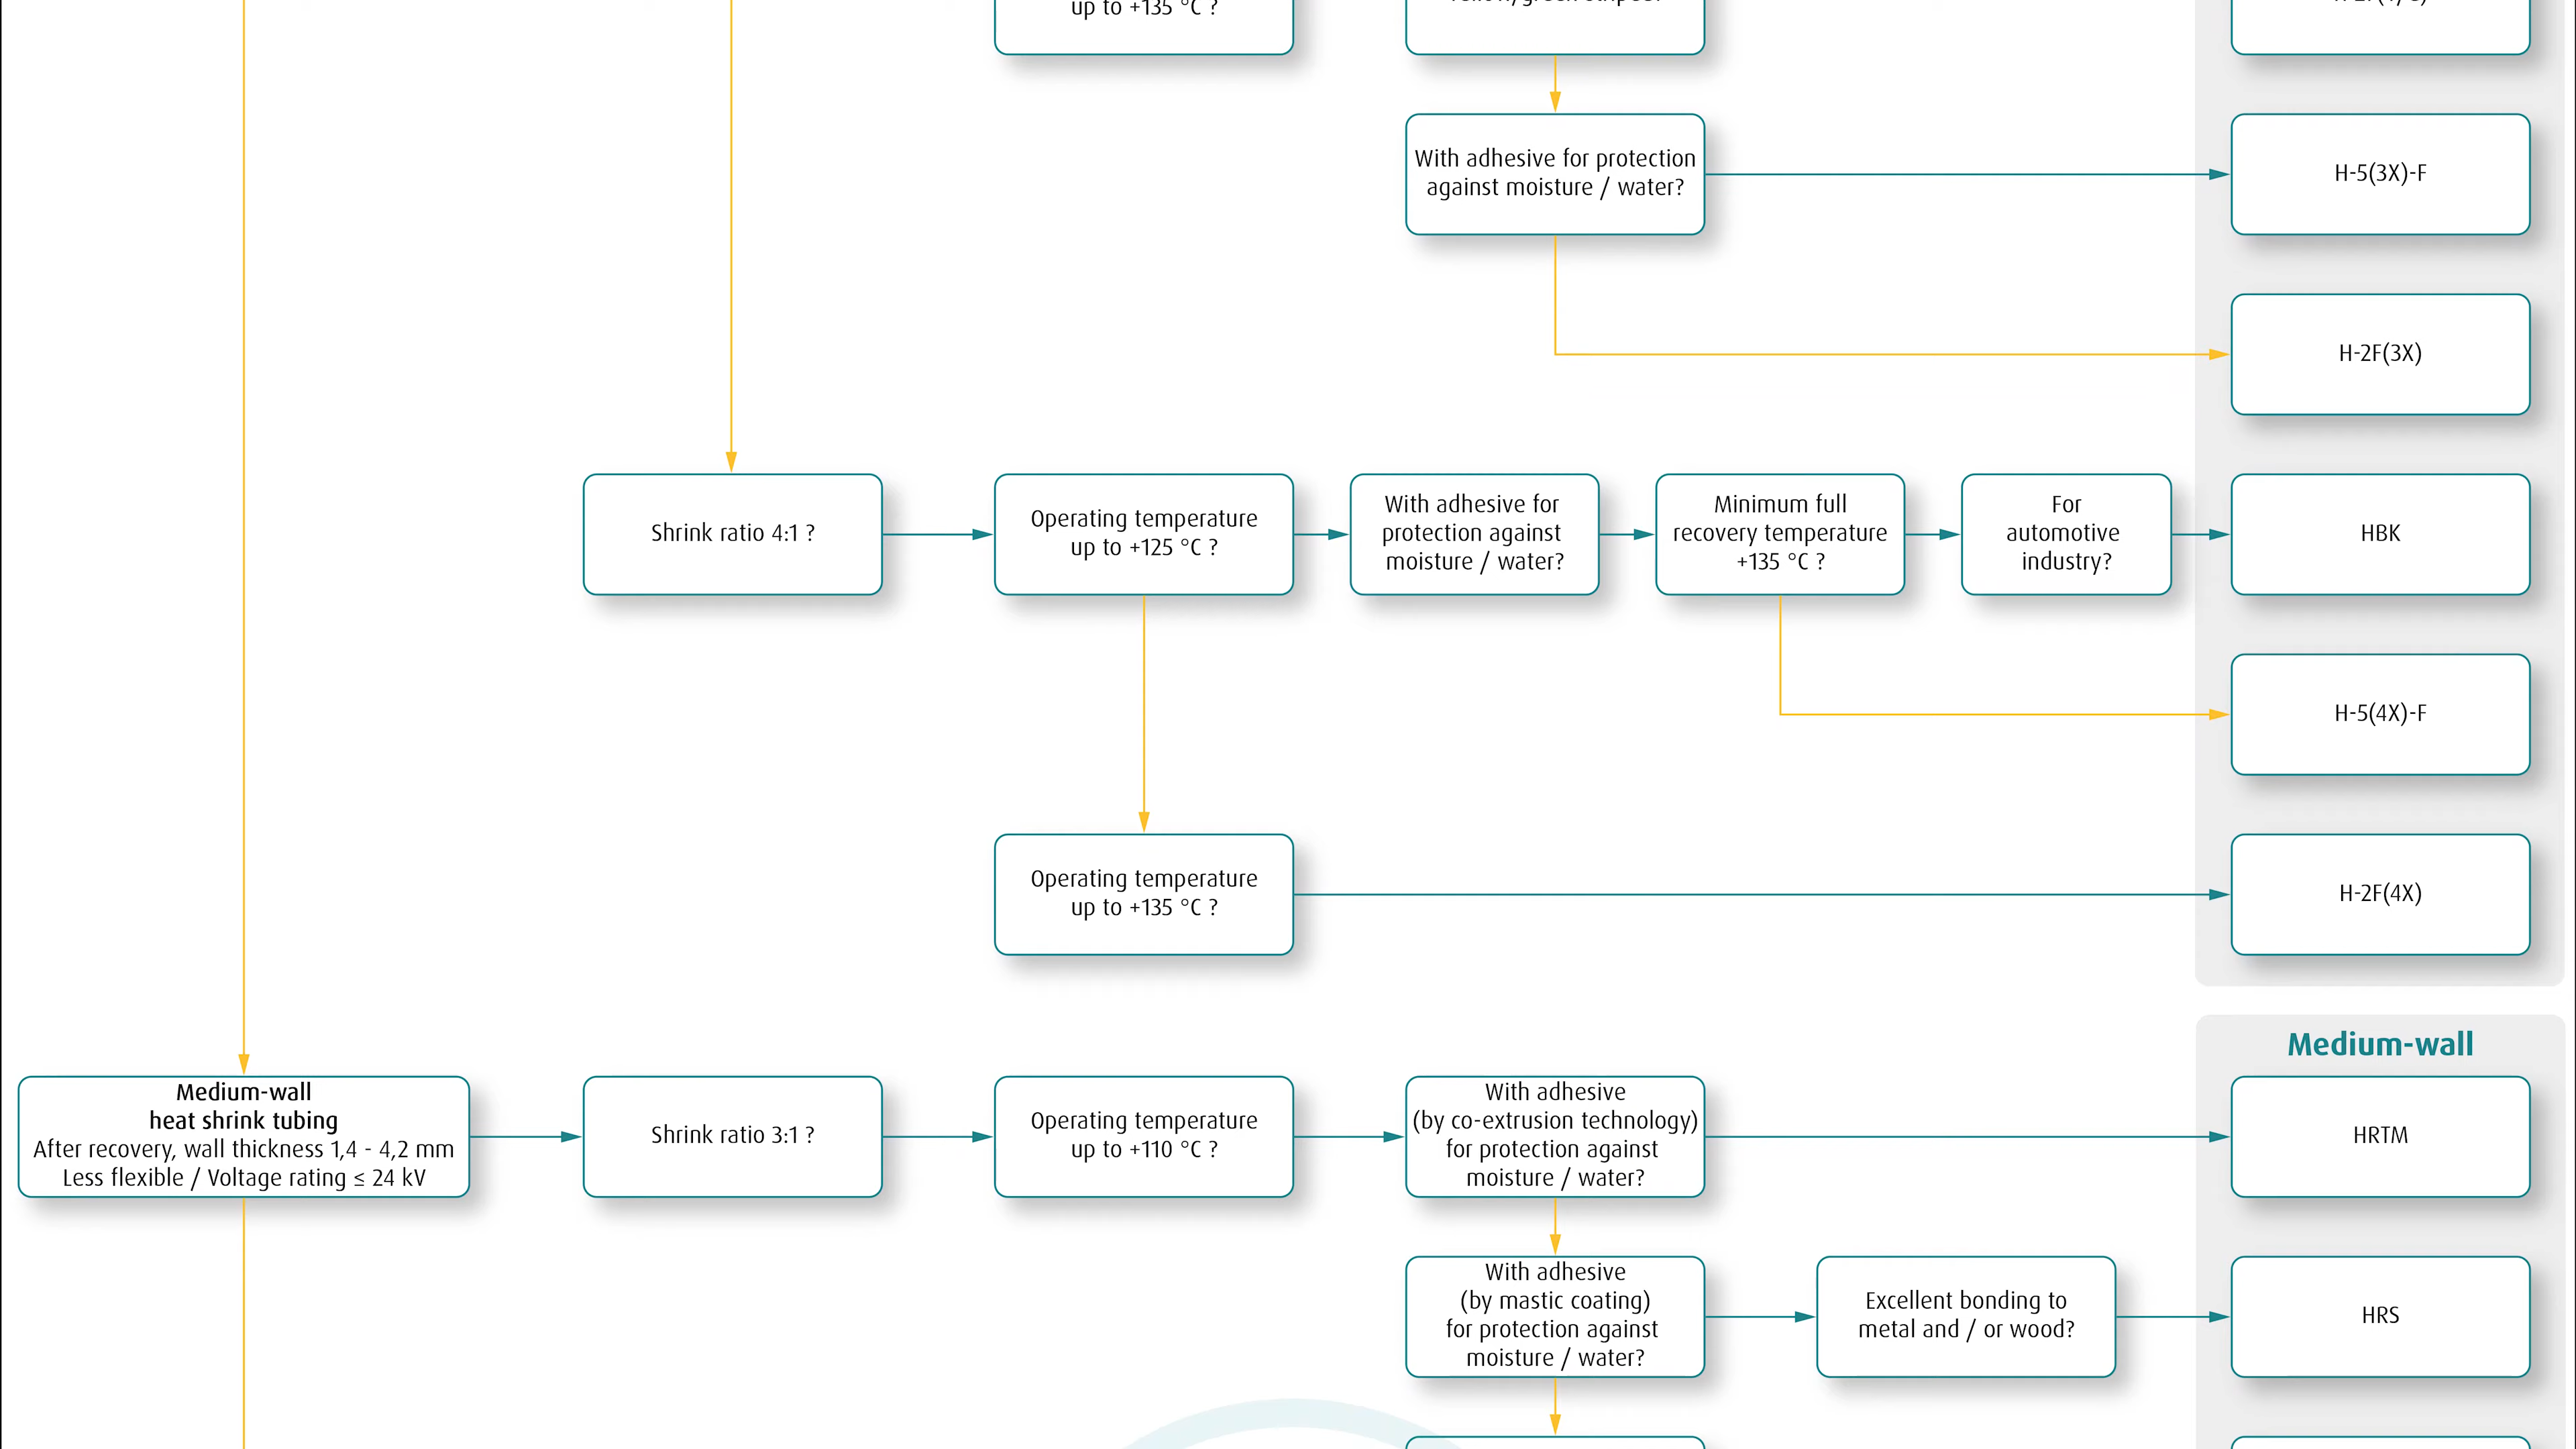 up to +135 °C ?
With adhesive for protection
against moisture / water?
H-5(3X)-F
H-2F(3X)
Shrink ratio 4:1 ?
Operating temperature
up to +125 °C ?
With adhesive for
protection against
moisture / water?
Minimum full
recovery temperature
+135 °C ?
For
automotive
industry?
HBK
H-5(4X)-F
Operating temperature
up to +135 °C ?
H-2F(4X)
Medium-wall
Medium-wall
heat shrink tubing
After recovery, wall thickness 1,4 - 4,2 mm
Less flexible / Voltage rating ≤ 24 kV
Shrink ratio 3:1 ?
Operating temperature
up to +110 °C ?
With adhesive
(by co-extrusion technology)
for protection against
moisture / water?
HRTM
With adhesive
(by mastic coating)
for protection against
moisture / water?
Excellent bonding to
metal and / or wood?
HRS